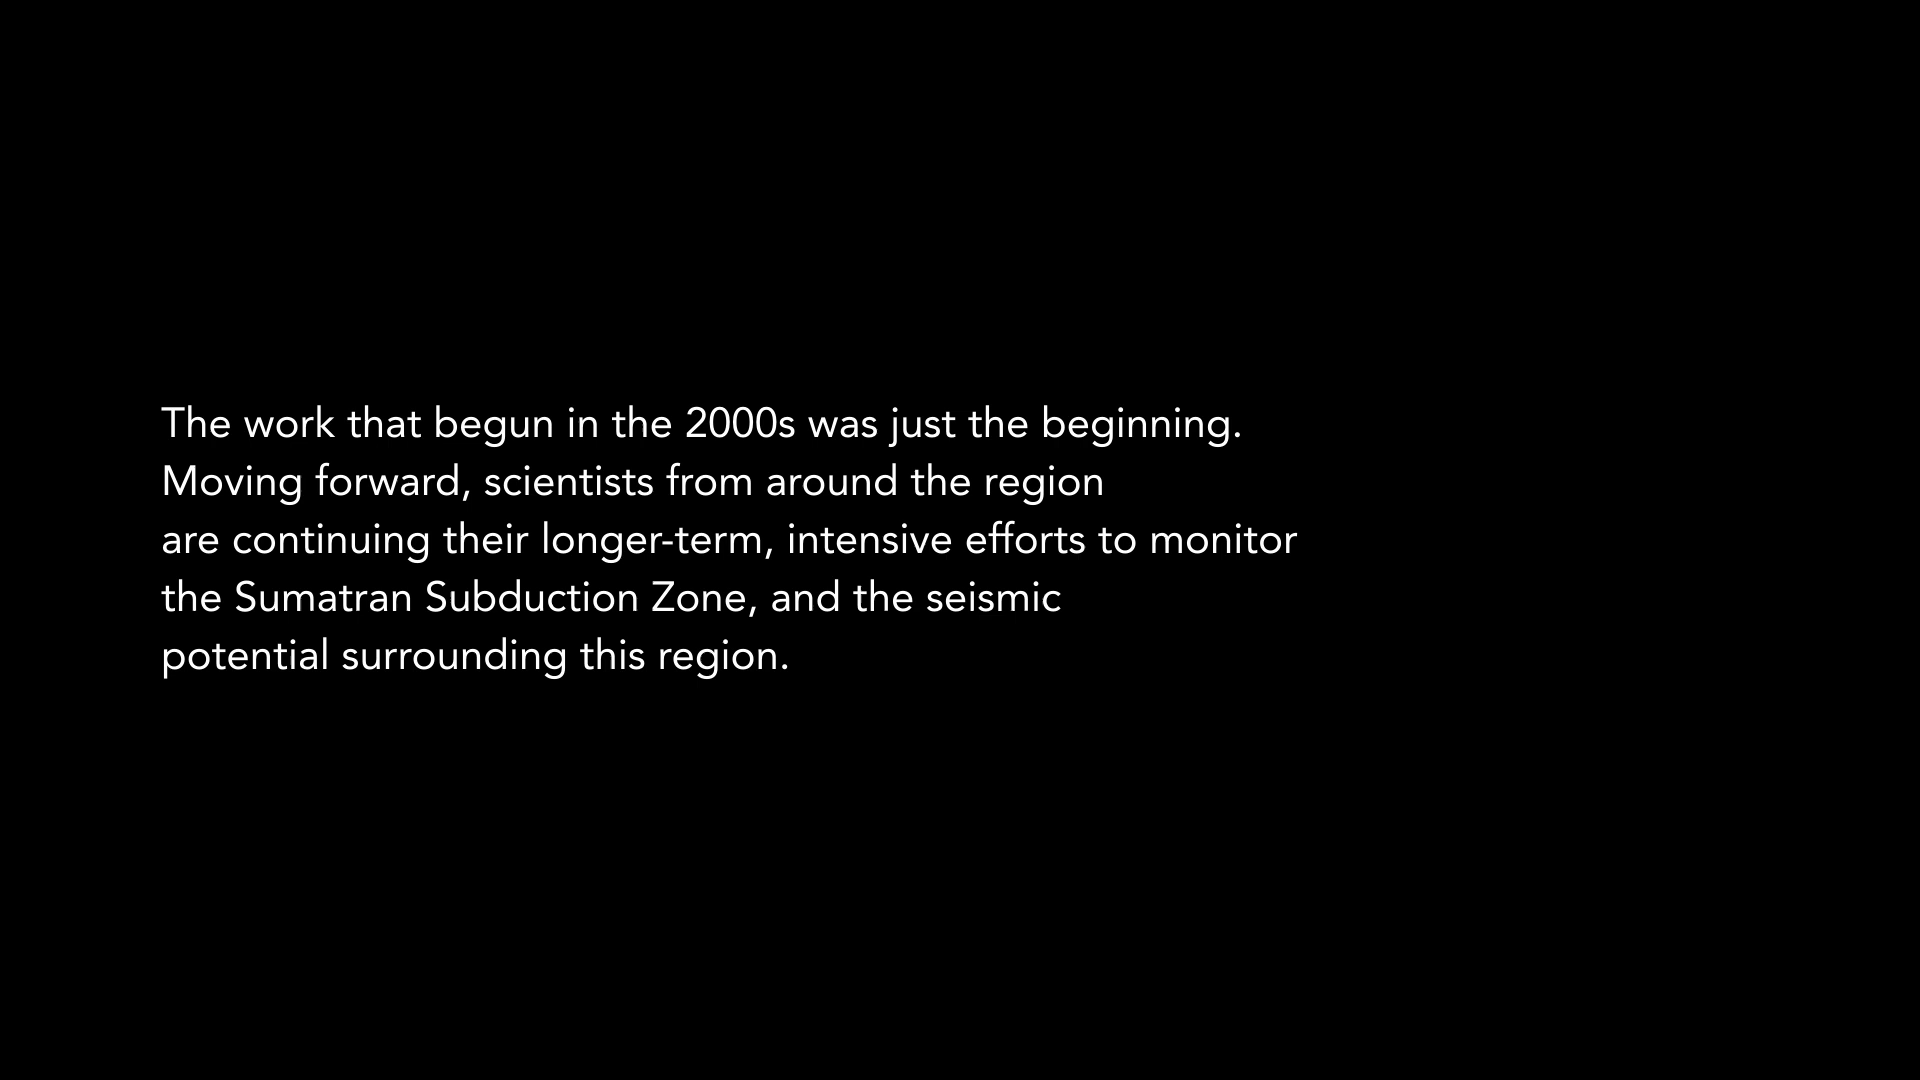 The work that begun in the 2000s was just the beginning.
Moving forward, scientists from around the region
are continuing their longer-term, intensive efforts to monitor
the Sumatran Subduction Zone, and the seismic
potential surrounding this region.